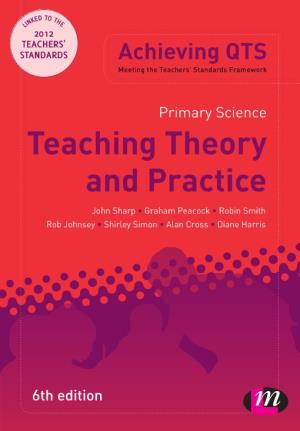 LINKED TO THE
2012
TEACHERS'
STANDARDS
Achieving QTS
Meeting the Teachers' Standards Framework
Primary Science
Teaching Theory
and Practice
John Sharp • Graham Peacock • Robin Smith
Rob Johnsey • Shirley Simon • Alan Cross • Diane Harris
6th edition
m